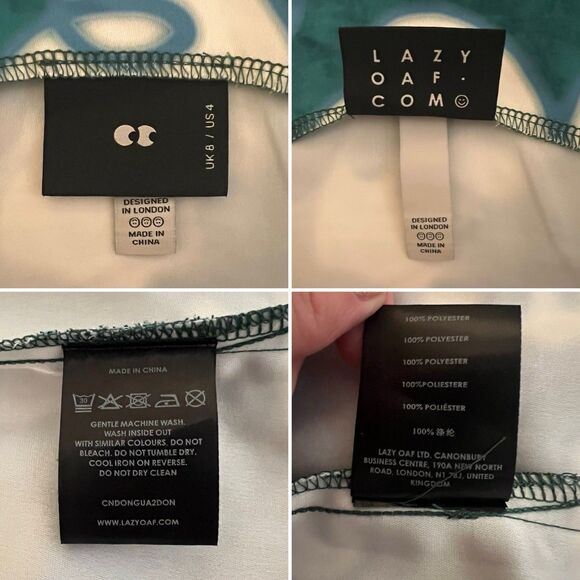 UK 8 / US 4
DESIGNED
IN LONDON
MADE IN
CHINA
LAZY
OAF.
COM
DESIGNED
IN LONDON
MADE IN
CHINA
MADE IN CHINA
30
GENTLE MACHINE WASH.
WASH INSIDE OUT
WITH SIMILAR COLOURS. DO NOT
BLEACH. DO NOT TUMBLE DRY.
COOL IRON ON REVERSE.
DO NOT DRY CLEAN
CNDONGUA2DON
WWW.LAZYOAF.COM
100% POLYESTER
100% POLYESTER
100% POLYESTER
100%POLIESTERE
100% POLIÉSTER
100% 涤纶
LAZY OAF LTD. CANONBURY
BUSINESS CENTRE, 190A NEW NORTH
ROAD, LONDON, N1 7BJ, UNITED
KINGDOM